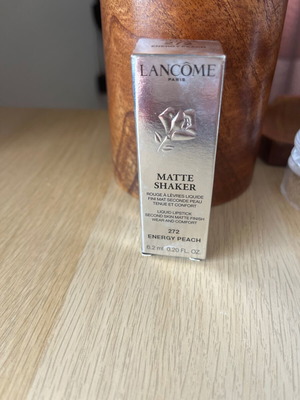 LANCÔME
PARIS
MATTE
SHAKER
ROUGE À LÈVRES LIQUIDE
FINI MAT SECONDE PEAU
TENUE ET CONFORT
LIQUID LIPSTICK
SECOND SKIN MATTE FINISH
WEAR AND COMFORT
272
ENERGY PEACH
6.2 ml 0.20 FL. OZ.